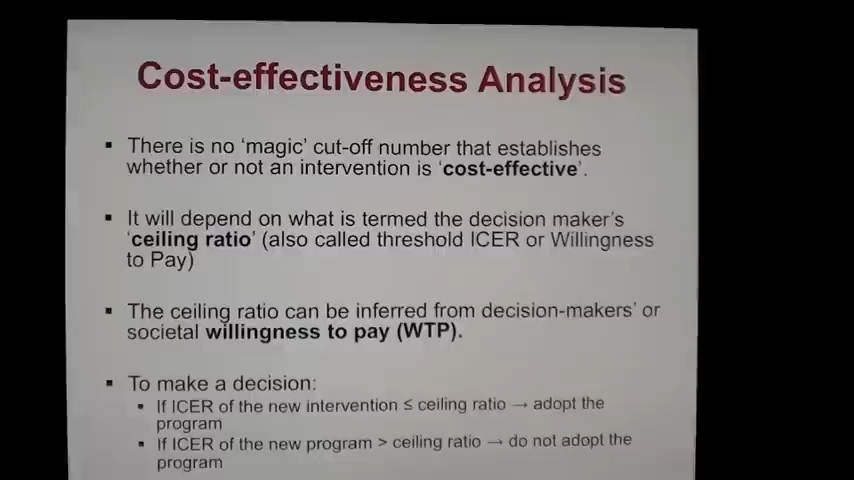 Cost-effectiveness Analysis
▪ There is no ‘magic’ cut-off number that establishes
whether or not an intervention is ‘cost-effective’.
▪ It will depend on what is termed the decision maker’s
‘ceiling ratio’ (also called threshold ICER or Willingness
to Pay)
▪ The ceiling ratio can be inferred from decision-makers’ or
societal willingness to pay (WTP).
▪ To make a decision:
▪ If ICER of the new intervention ≤ ceiling ratio → adopt the
program
▪ If ICER of the new program > ceiling ratio → do not adopt the
program